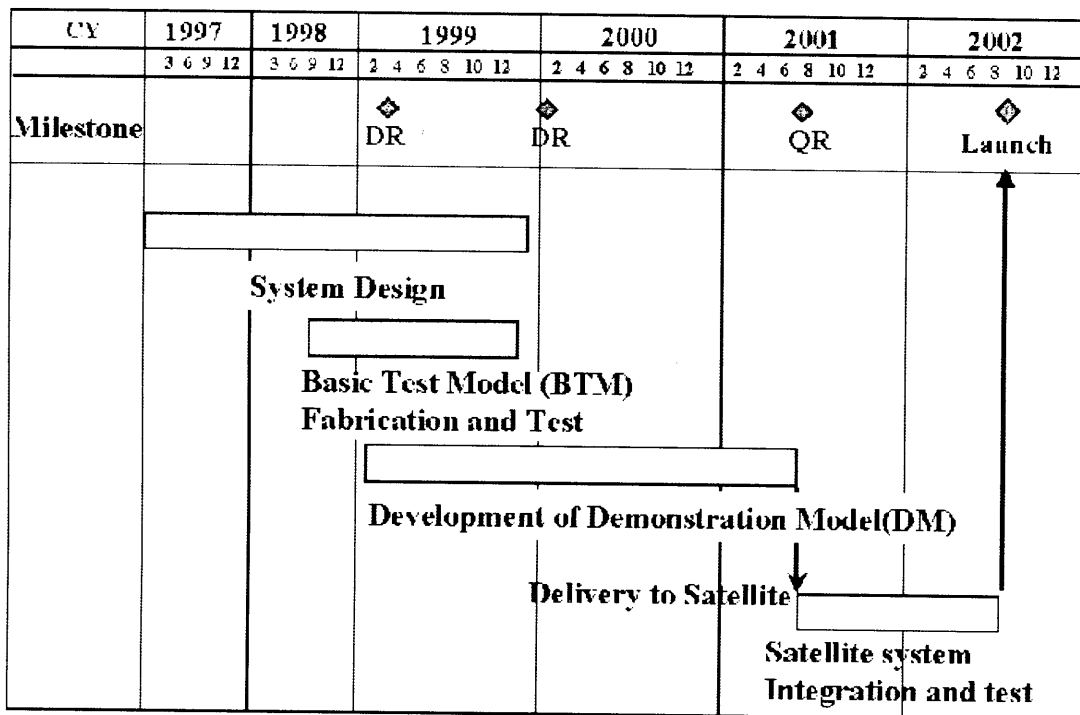 CY 1997 1998 1999 2000 2001 2002
3 6 9 12 3 6 9 12 2 4 6 8 10 12 2 4 6 8 10 12 2 4 6 8 10 12 2 4 6 8 10 12
Milestone DR DR QR Launch
System Design
Basic Test Model (BTM)
Fabrication and Test
Development of Demonstration Model(DM)
Delivery to Satellite
Satellite system
Integration and test